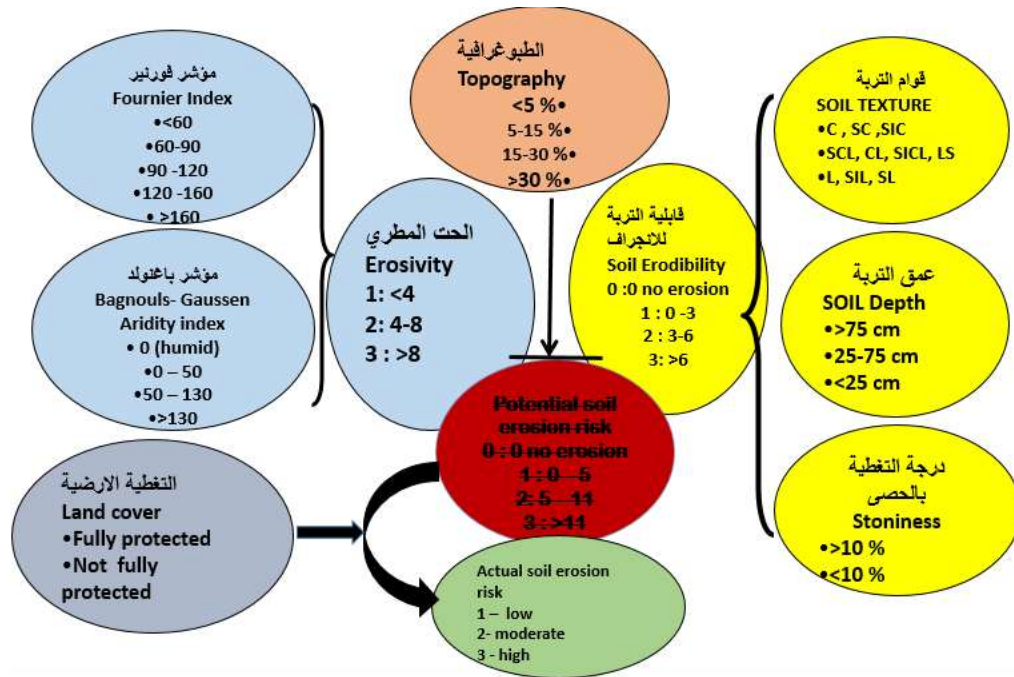 مؤشر فورنير
Fournier Index
•<60
•60-90
•90 -120
•120 -160
• >160
مؤشر باغنولد
Bagnouls- Gaussen
Aridity index
• 0 (humid)
•0 – 50
•50 – 130
•>130
التغطية الارضية
Land cover
•Fully protected
•Not fully
protected
الحت المطري
Erosivity
1: <4
2: 4-8
3 : >8
الطبوغرافية
Topography
<5 %•
5-15 %•
15-30 %•
>30 %•
قابلية التربة
للانجراف
Soil Erodibility
0 :0 no erosion
1 : 0 -3
2 : 3-6
3: >6
Potential soil
erosion risk
0 : 0 no erosion
1 : 0 – 5
2: 5 – 11
3 : >11
Actual soil erosion
risk
1 – low
2- moderate
3 - high
قوام التربة
SOIL TEXTURE
•C , SC ,SIC
•SCL, CL, SICL, LS
•L, SIL, SL
عمق التربة
SOIL Depth
•>75 cm
•25-75 cm
•<25 cm
درجة التغطية
بالحصى
Stoniness
•>10 %
•<10 %